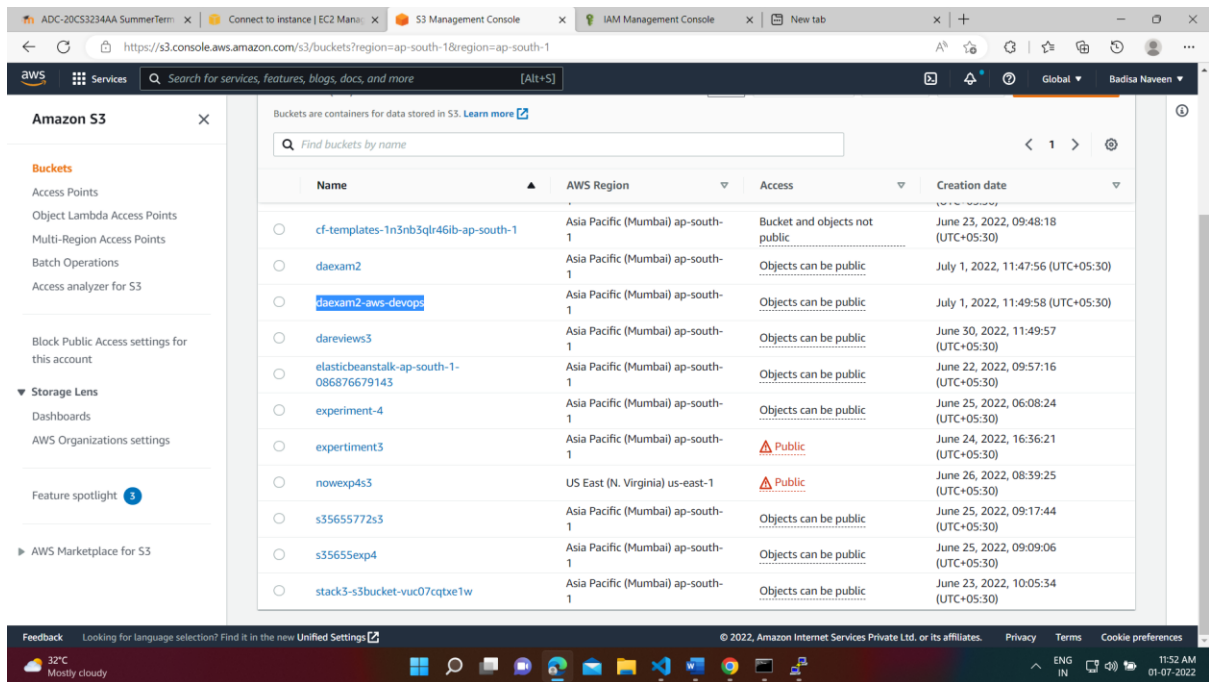 ADC-20CS3234AA SummerTerm
Connect to instance | EC2 Manag
S3 Management Console
IAM Management Console
New tab
https://s3.console.aws.amazon.com/s3/buckets?region=ap-south-1&region=ap-south-1
aws
Services
Search for services, features, blogs, docs, and more
[Alt+S]
Global
Badisa Naveen
Amazon S3
Buckets
Access Points
Object Lambda Access Points
Multi-Region Access Points
Batch Operations
Access analyzer for S3
Block Public Access settings for
this account
Storage Lens
Dashboards
AWS Organizations settings
Feature spotlight 3
AWS Marketplace for S3
Buckets are containers for data stored in S3. Learn more
Find buckets by name
1
Name AWS Region Access Creation date
cf-templates-1n3nb3qlr46ib-ap-south-1
Asia Pacific (Mumbai) ap-south-
1
Bucket and objects not
public
June 23, 2022, 09:48:18
(UTC+05:30)
daexam2
Asia Pacific (Mumbai) ap-south-
1
Objects can be public
July 1, 2022, 11:47:56 (UTC+05:30)
daexam2-aws-devops
Asia Pacific (Mumbai) ap-south-
1
Objects can be public
July 1, 2022, 11:49:58 (UTC+05:30)
dareviews3
Asia Pacific (Mumbai) ap-south-
1
Objects can be public
June 30, 2022, 11:49:57
(UTC+05:30)
elasticbeanstalk-ap-south-1-
086876679143
Asia Pacific (Mumbai) ap-south-
1
Objects can be public
June 22, 2022, 09:57:16
(UTC+05:30)
experiment-4
Asia Pacific (Mumbai) ap-south-
1
Objects can be public
June 25, 2022, 06:08:24
(UTC+05:30)
expertiment3
Asia Pacific (Mumbai) ap-south-
1
Public
June 24, 2022, 16:36:21
(UTC+05:30)
nowexp4s3
US East (N. Virginia) us-east-1
Public
June 26, 2022, 08:39:25
(UTC+05:30)
s35655772s3
Asia Pacific (Mumbai) ap-south-
1
Objects can be public
June 25, 2022, 09:17:44
(UTC+05:30)
s35655exp4
Asia Pacific (Mumbai) ap-south-
1
Objects can be public
June 25, 2022, 09:09:06
(UTC+05:30)
stack3-s3bucket-vuc07cqtxe1w
Asia Pacific (Mumbai) ap-south-
1
Objects can be public
June 23, 2022, 10:05:34
(UTC+05:30)
Feedback Looking for language selection? Find it in the new Unified Settings
© 2022, Amazon Internet Services Private Ltd. or its affiliates. Privacy Terms Cookie preferences
32°C
Mostly cloudy
ENG
IN
11:52 AM
01-07-2022